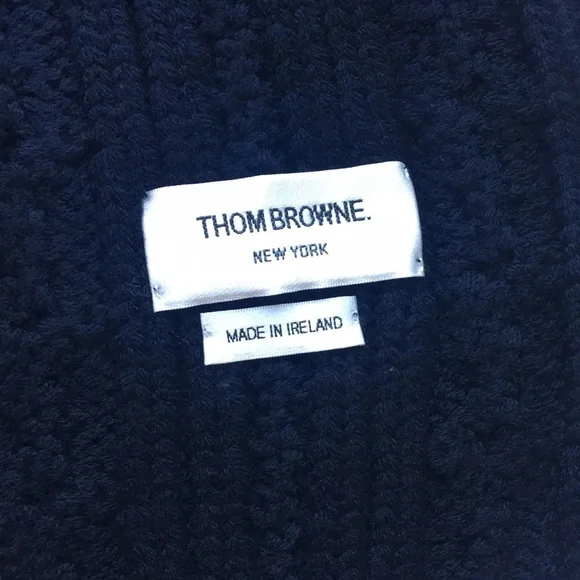 THOM BROWNE.
NEW YORK
MADE IN IRELAND